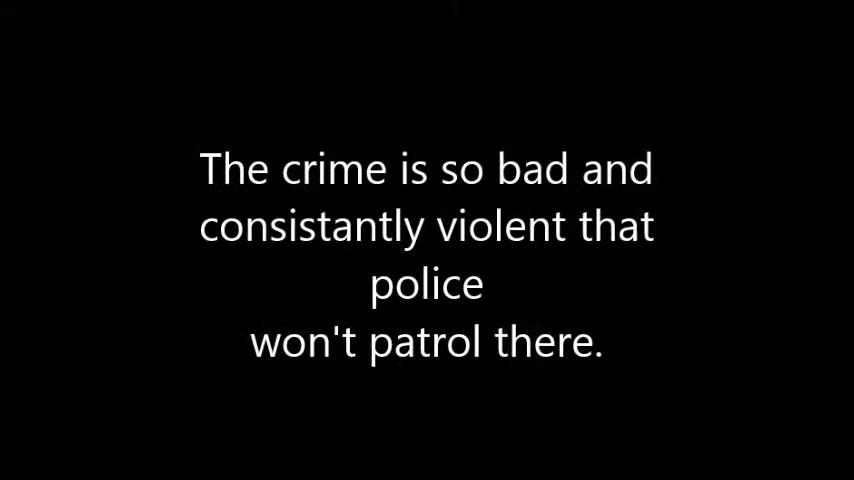 The crime is so bad and
consistantly violent that
police
won't patrol there.